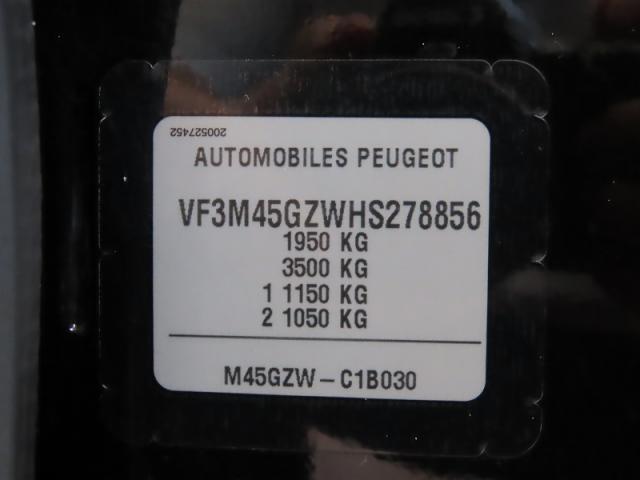 200527452
AUTOMOBILES PEUGEOT
VF3M45GZWHS278856
1950 KG
3500 KG
1 1150 KG
2 1050 KG
M45GZW – C1B030